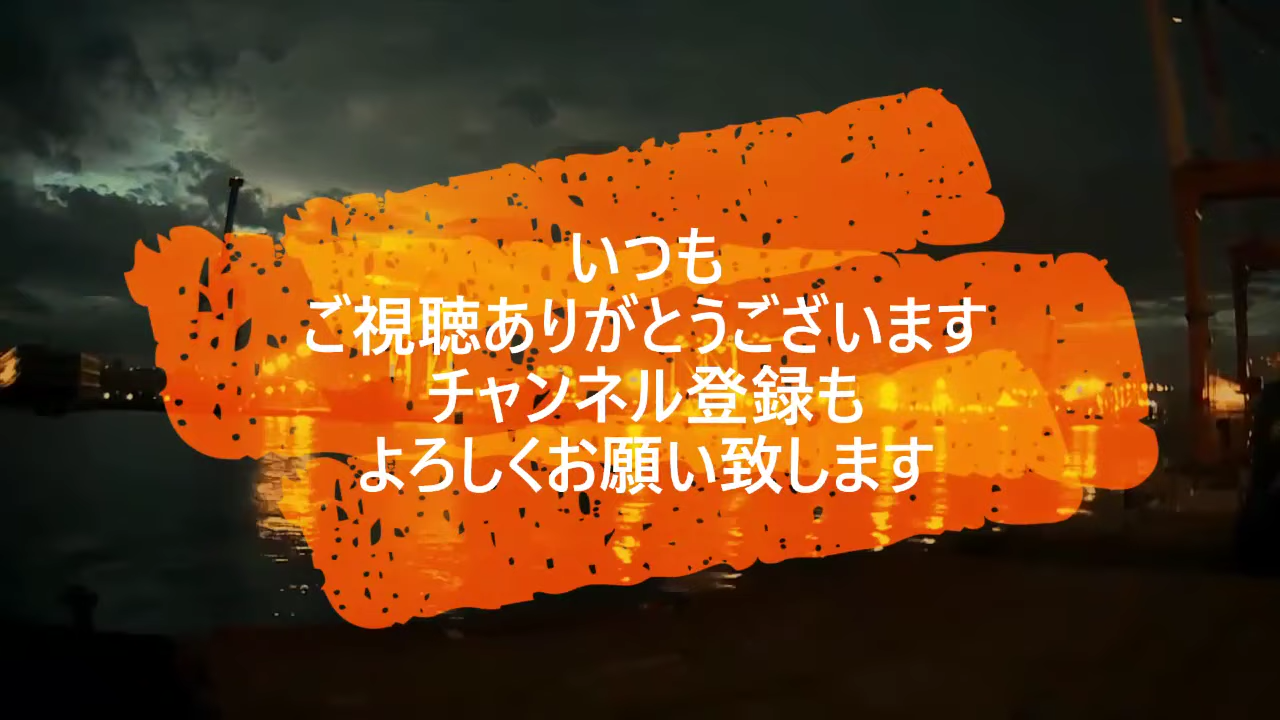 いつも
ご視聴ありがとうございます
チャンネル登録も
よろしくお願い致します